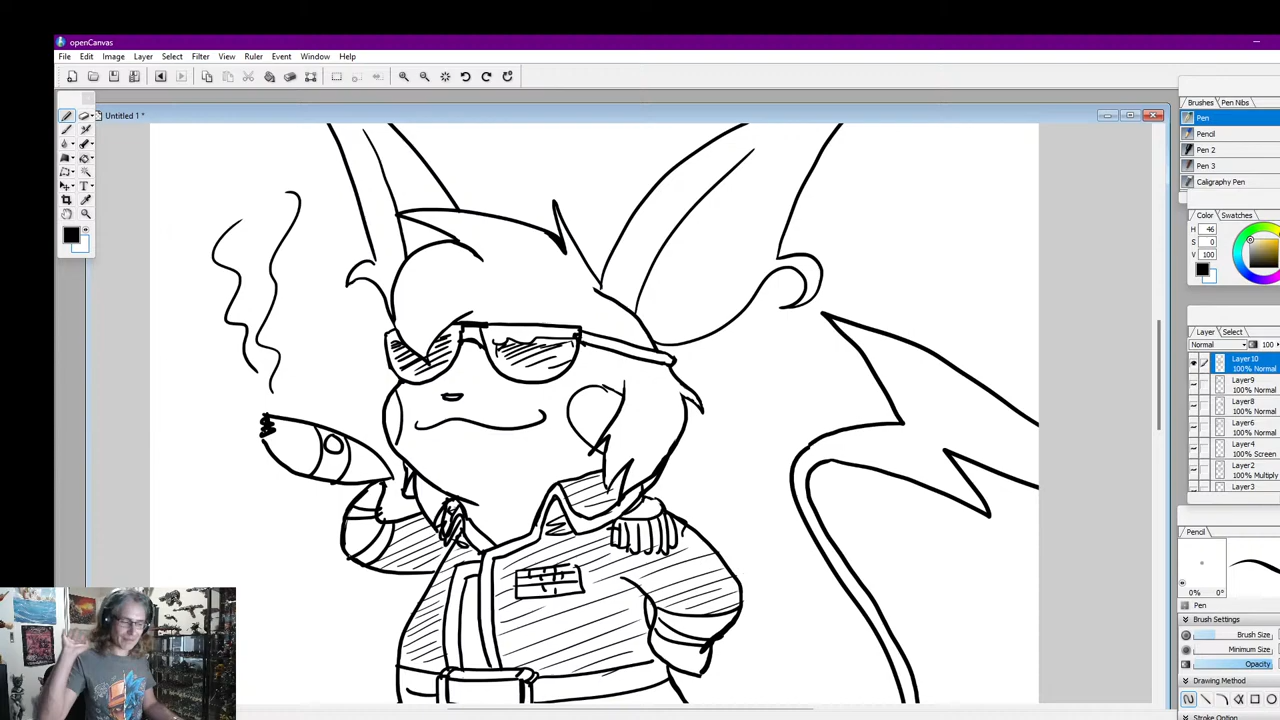 openCanvas
File Edit Image Layer Select Filter View Ruler Event Window Help
Untitled 1 *
Brushes Pen Nibs
Pen
Pencil
Pen 2
Pen 3
Caligraphy Pen
Color Swatches
H 46
S 0
V 100
Layer Select
Normal 100
Layer10
100% Normal
Layer9
100% Normal
Layer8
100% Normal
Layer6
100% Normal
Layer4
100% Screen
Layer2
100% Multiply
Layer3
Pencil
0% 0°
Pen
Brush Settings
Brush Size
Minimum Size
Opacity
Drawing Method
Stroke Option